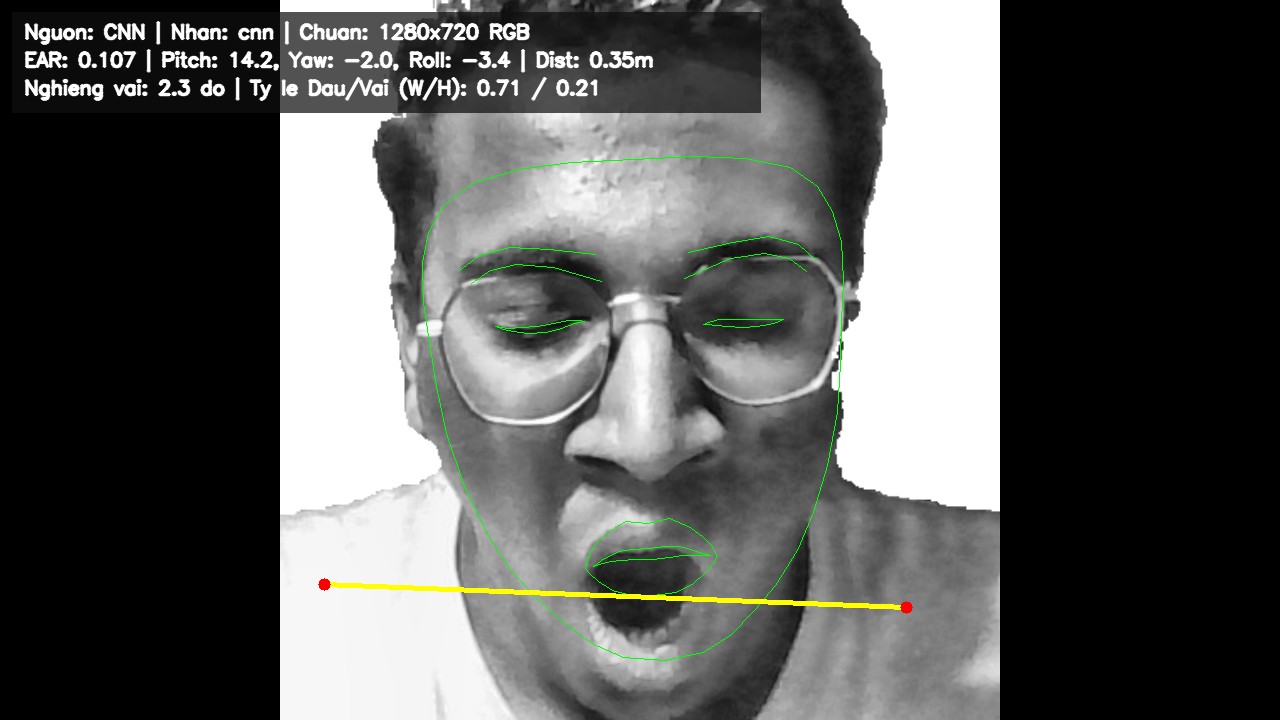 Nguon: CNN | Nhan: cnn | Chuan: 1280x720 RGB
EAR: 0.107 | Pitch: 14.2, Yaw: -2.0, Roll: -3.4 | Dist: 0.35m
Nghieng vai: 2.3 do | Ty le Dau/Vai (W/H): 0.71 / 0.21